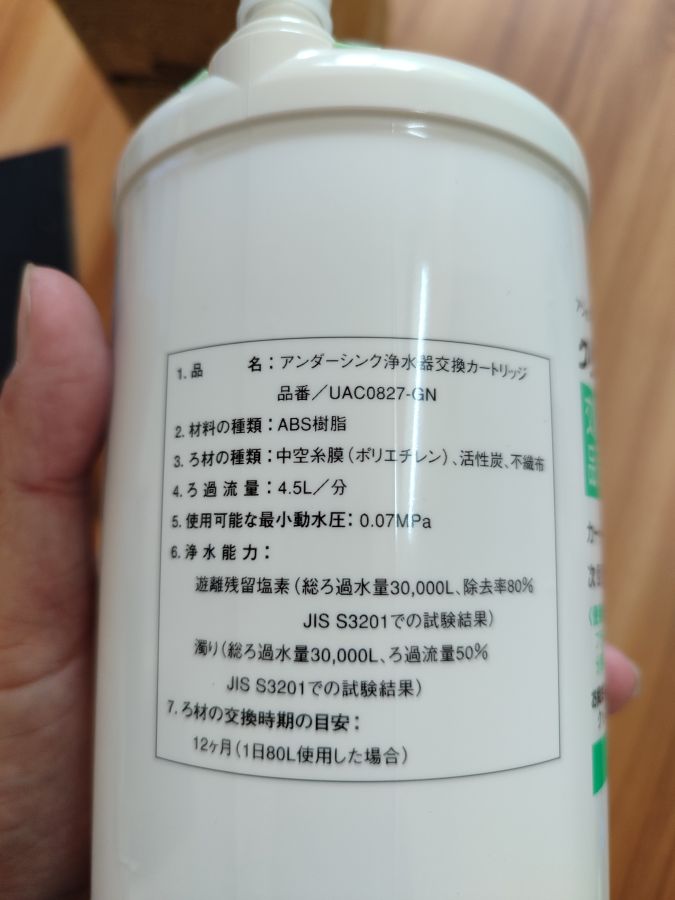 1.品　　名：アンダーシンク浄水器交換カートリッジ
品番／UAC0827-GN
2.材料の種類：ABS樹脂
3.ろ材の種類：中空糸膜（ポリエチレン）、活性炭、不織布
4.ろ過流量：4.5L／分
5.使用可能な最小動水圧：0.07MPa
6.浄水能力：
遊離残留塩素（総ろ過水量30,000L、除去率80%
JIS S3201での試験結果）
濁り（総ろ過水量30,000L、ろ過流量50%
JIS S3201での試験結果）
7.ろ材の交換時期の目安：
12ヶ月（1日80L使用した場合）